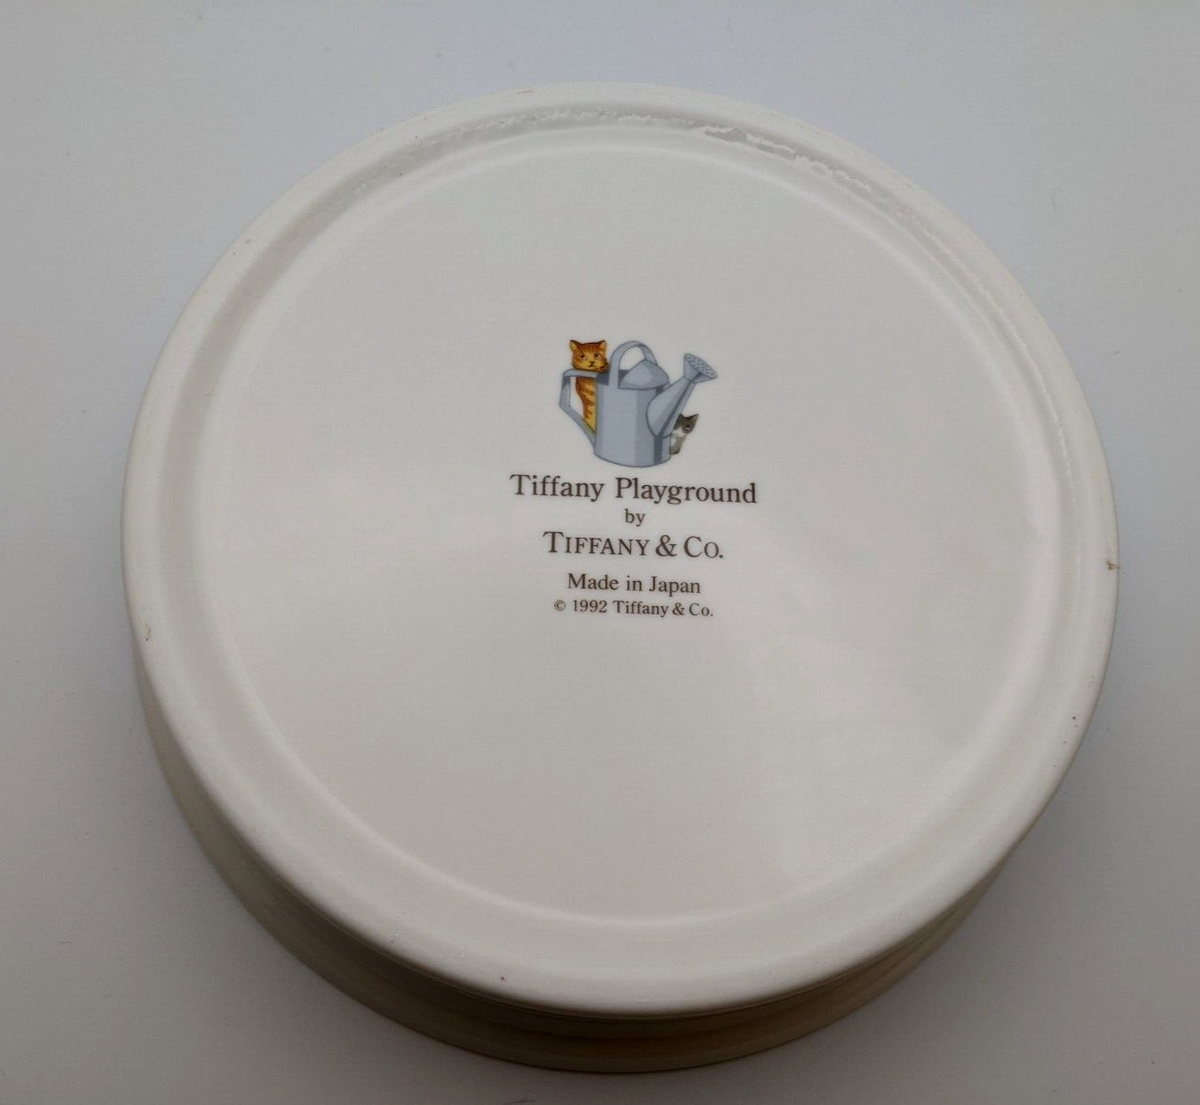 Tiffany Playground
by
TIFFANY & CO.
Made in Japan
© 1992 Tiffany & Co.